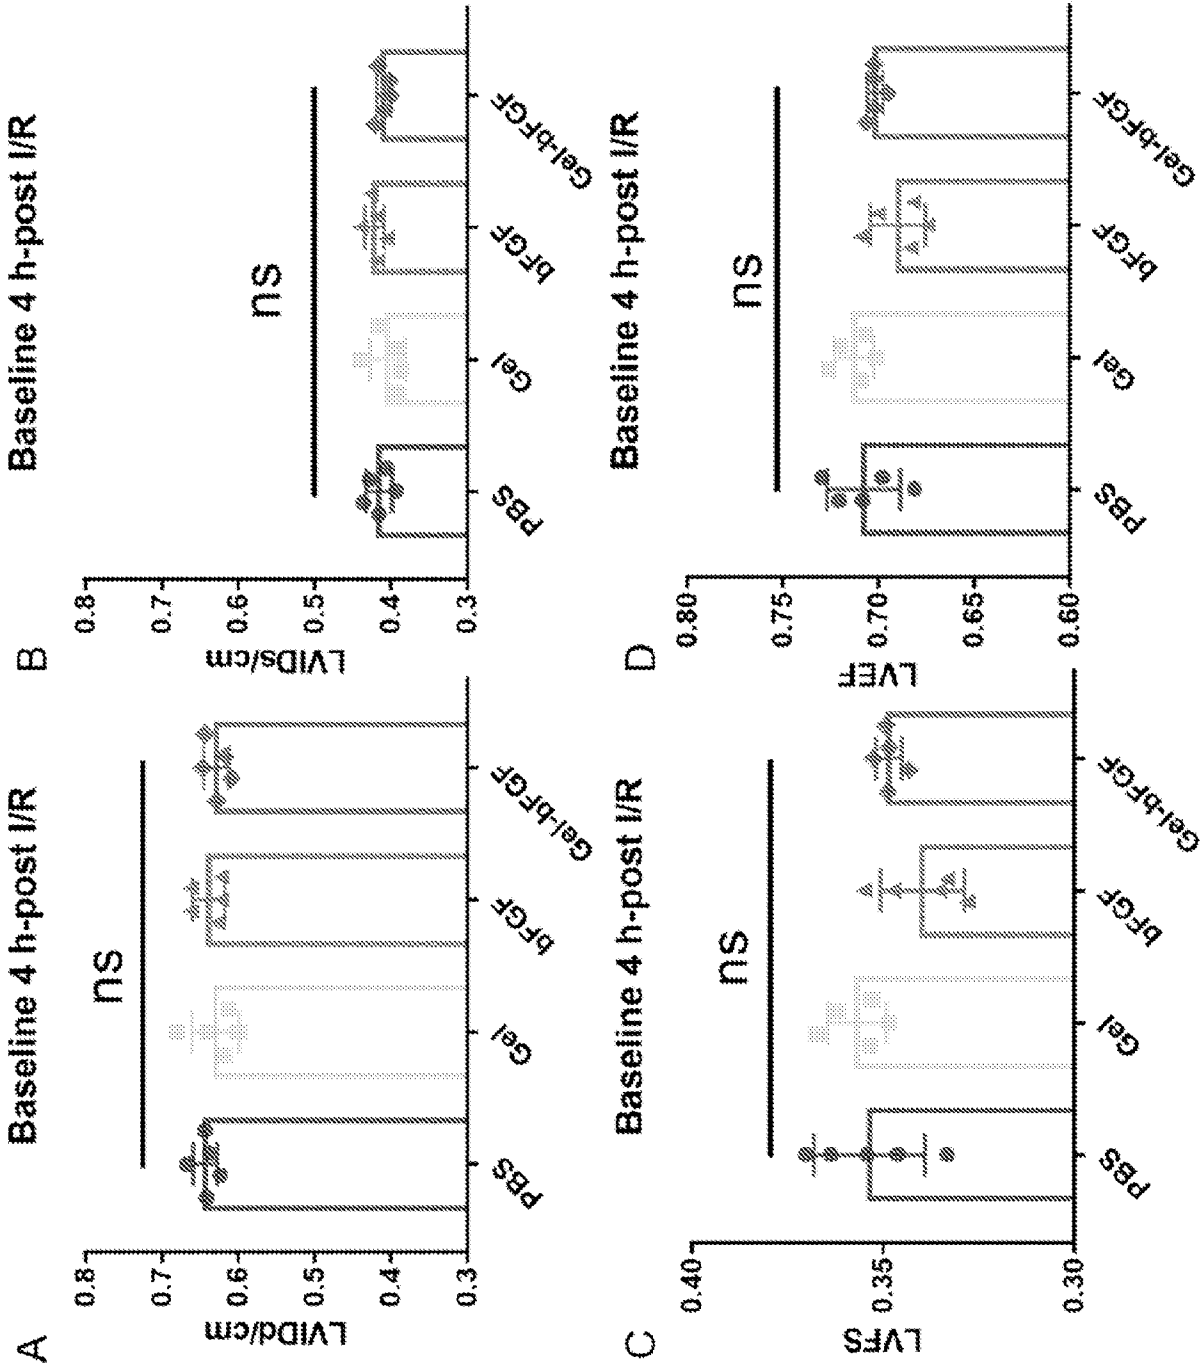 A
Baseline 4 h-post I/R
ns
LVIDd/cm
0.8
0.7
0.6
0.5
0.4
0.3
PBS
Gel
bFGF
Gel-bFGF
B
Baseline 4 h-post I/R
ns
LVIDs/cm
0.8
0.7
0.6
0.5
0.4
0.3
PBS
Gel
bFGF
Gel-bFGF
C
Baseline 4 h-post I/R
ns
LVFS
0.40
0.35
0.30
PBS
Gel
bFGF
Gel-bFGF
D
Baseline 4 h-post I/R
ns
LVEF
0.80
0.75
0.70
0.65
0.60
PBS
Gel
bFGF
Gel-bFGF